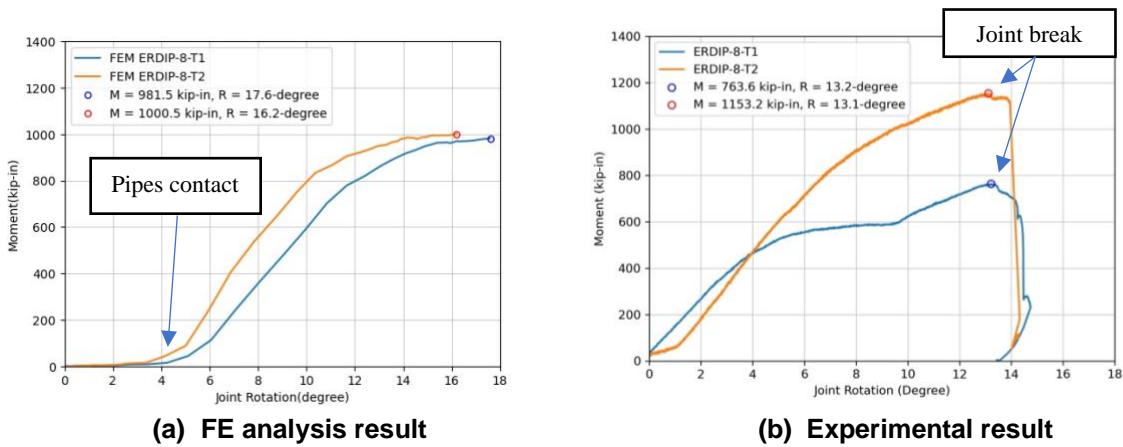 1400
1200
1000
800
600
400
200
0
Moment(kip-in)
FEM ERDIP-8-T1
FEM ERDIP-8-T2
M = 981.5 kip-in, R = 17.6-degree
M = 1000.5 kip-in, R = 16.2-degree
Pipes contact
0 2 4 6 8 10 12 14 16 18
Joint Rotation(degree)
(a) FE analysis result
Joint break
1400
1200
1000
800
600
400
200
0
Moment (kip-in)
ERDIP-8-T1
ERDIP-8-T2
M = 763.6 kip-in, R = 13.2-degree
M = 1153.2 kip-in, R = 13.1-degree
0 2 4 6 8 10 12 14 16 18
Joint Rotation (Degree)
(b) Experimental result